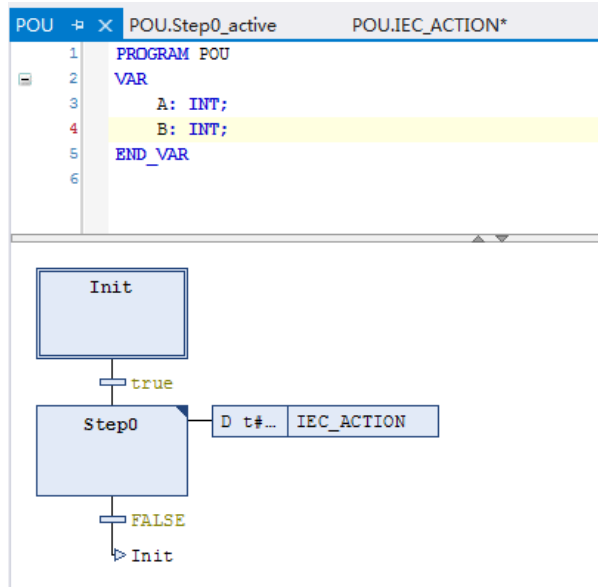 POU POU.Step0_active POU.IEC_ACTION*
1 PROGRAM POU
2 VAR
3 A: INT;
4 B: INT;
5 END_VAR
6
Init
true
Step0 D t#… IEC_ACTION
FALSE
Init